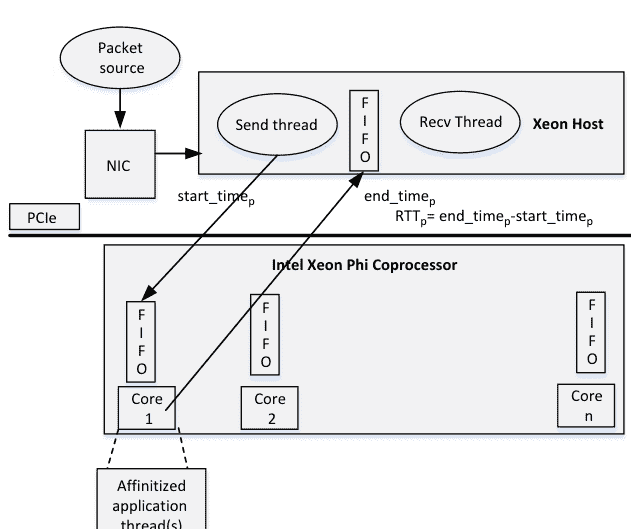 Packet
source
NIC
Send thread
F
I
F
O
Recv Thread
Xeon Host
start_timep
end_timep
RTTp= end_timep-start_timep
PCIe
Intel Xeon Phi Coprocessor
F
I
F
O
F
I
F
O
F
I
F
O
Core
1
Core
2
Core
n
Affinitized
application
thread(s)